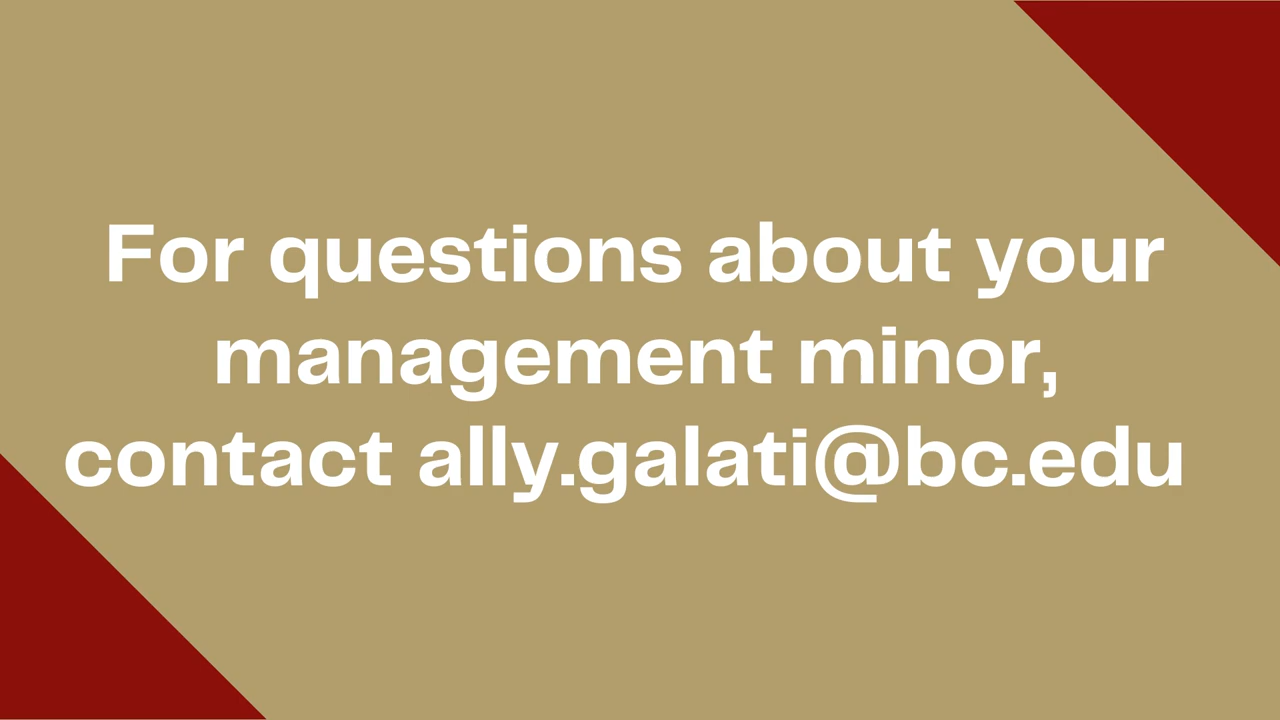 For questions about your
management minor,
contact ally.galati@bc.edu